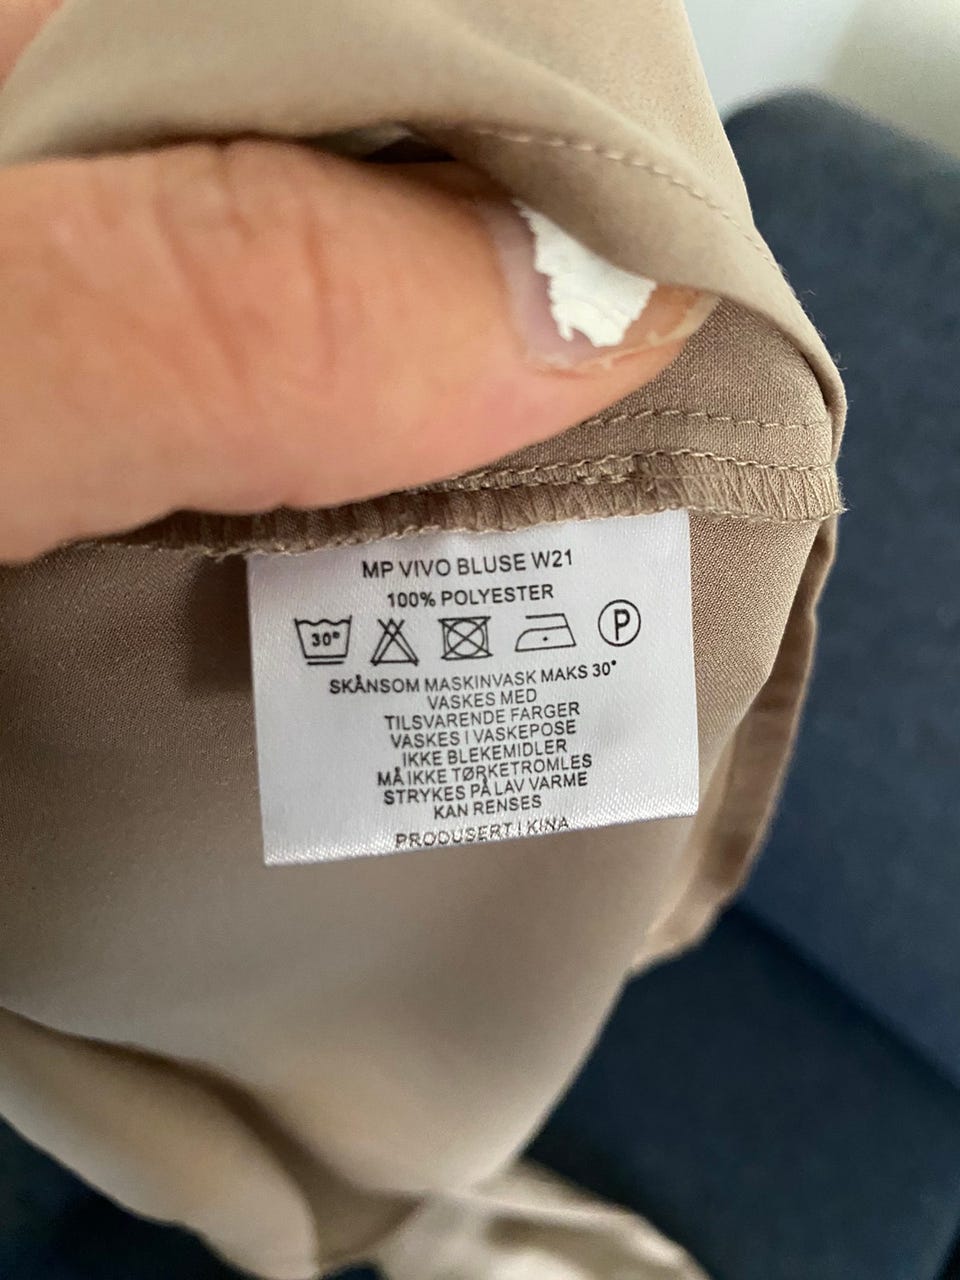 MP VIVO BLUSE W21
100% POLYESTER
30° P
SKÅNSOM MASKINVASK MAKS 30°
VASKES MED
TILSVARENDE FARGER
VASKES I VASKEPOSE
IKKE BLEKEMIDLER
MÅ IKKE TØRKETROMLES
STRYKES PÅ LAV VARME
KAN RENSES
PRODUSERT I KINA